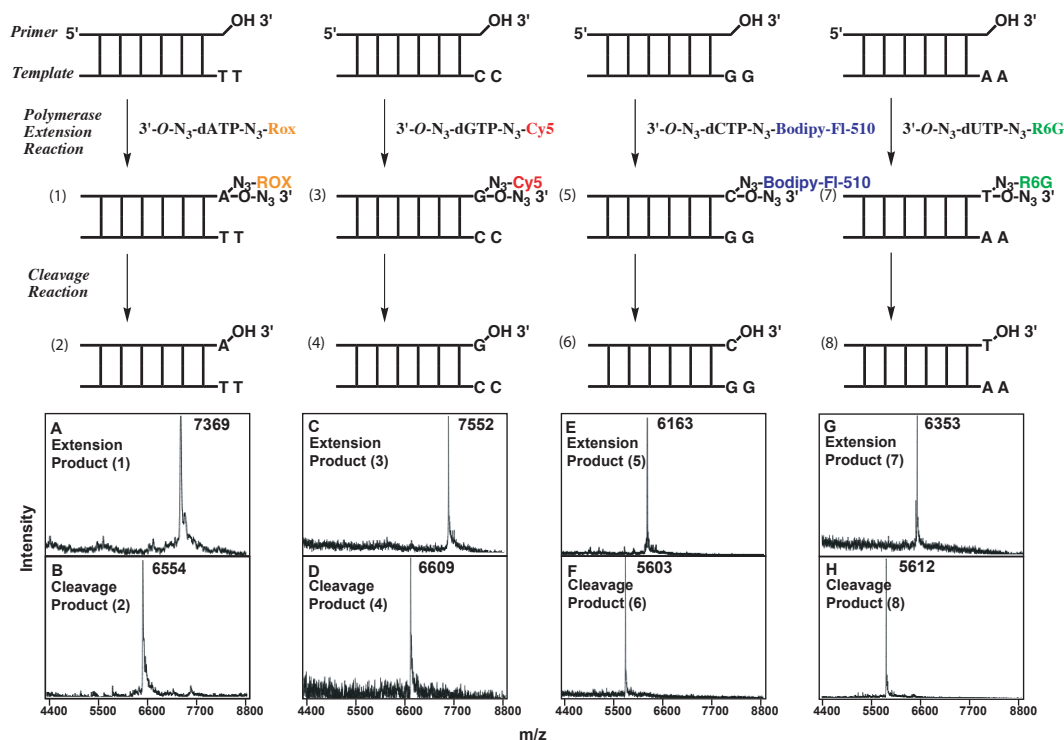 Primer 5' OH 3' 5' OH 3' 5' OH 3' 5' OH 3'
Template T T C C G G A A
Polymerase
Extension
Reaction
3'-O-N3-dATP-N3-Rox 3'-O-N3-dGTP-N3-Cy5 3'-O-N3-dCTP-N3-Bodipy-Fl-510 3'-O-N3-dUTP-N3-R6G
N3-ROX N3-Cy5 N3-Bodipy-Fl-510 N3-R6G
(1) A O-N3 3' (3) G O-N3 3' (5) C O-N3 3' (7) T O-N3 3'
T T C C G G A A
Cleavage
Reaction
OH 3' OH 3' OH 3' OH 3'
(2) A (4) G (6) C (8) T
T T C C G G A A
A 7369
Extension
Product (1)
C 7552
Extension
Product (3)
E 6163
Extension
Product (5)
G 6353
Extension
Product (7)
Intensity
B 6554
Cleavage
Product (2)
D 6609
Cleavage
Product (4)
F 5603
Cleavage
Product (6)
H 5612
Cleavage
Product (8)
4400 5500 6600 7700 8800 4400 5500 6600 7700 8800 4400 5500 6600 7700 8800 4400 5500 6600 7700 8800
m/z